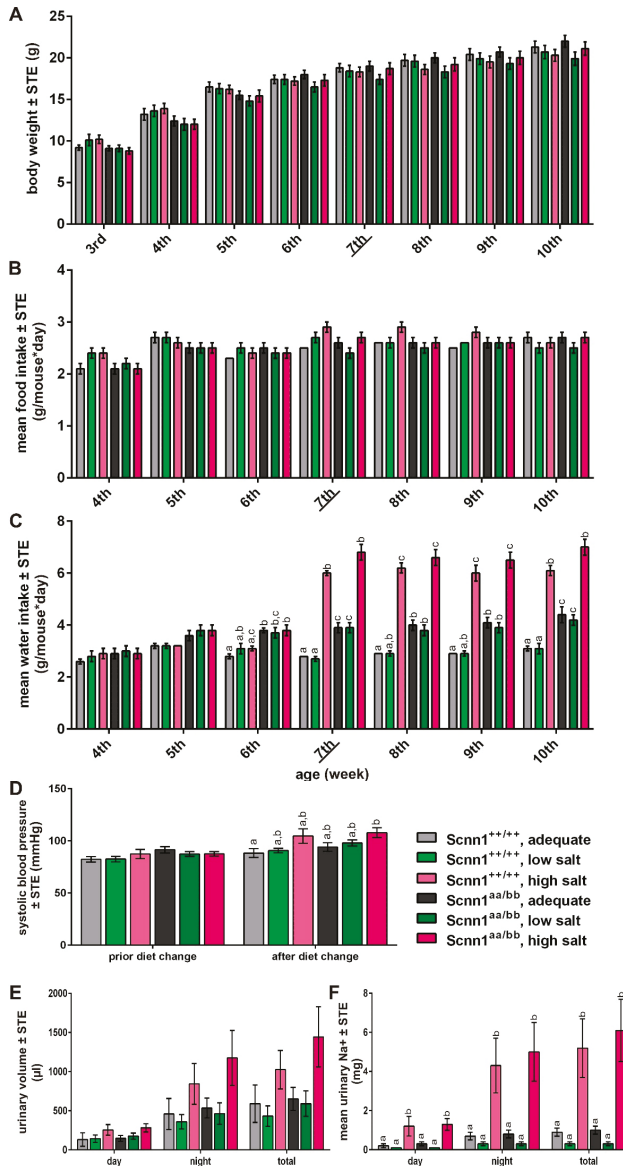 A
body weight ± STE (g)
25
20
15
10
5
0
3rd 4th 5th 6th 7th 8th 9th 10th
B
mean food intake ± STE
(g/mouse*day)
4
3
2
1
0
4th 5th 6th 7th 8th 9th 10th
C
mean water intake ± STE
(g/mouse*day)
8
6
4
2
0
a a,b a,c b b,c b a a b c c b a a,b c b b c a a,b c b b c a a b c c b
4th 5th 6th 7th 8th 9th 10th
age (week)
D
systolic blood pressure
± STE (mmHg)
150
100
50
0
a a,b a,b a,b a,b b
prior diet change after diet change
Scnn1++/++, adequate
Scnn1++/++, low salt
Scnn1++/++, high salt
Scnn1aa/bb, adequate
Scnn1aa/bb, low salt
Scnn1aa/bb, high salt
E
urinary volume ± STE
(µl)
2000
1500
1000
500
0
day night total
F
mean urinary Na+ ± STE
(mg)
8
6
4
2
0
a a b a a b a a b a a b a a b a a b
day night total